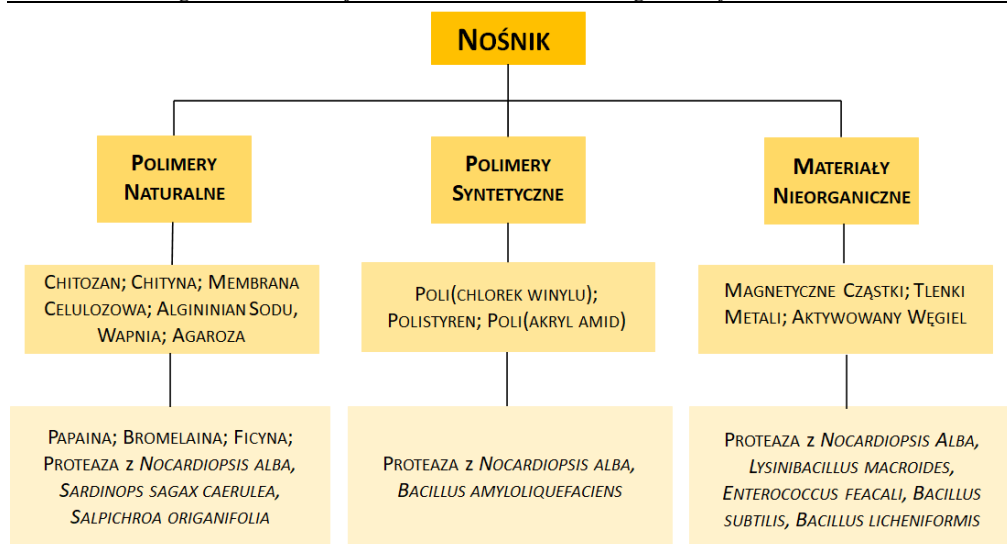 NOŚNIK
POLIMERY
NATURALNE
POLIMERY
SYNTETYCZNE
MATERIAŁY
NIEORGANICZNE
CHITOZAN; CHITYNA; MEMBRANA
CELULOZOWA; ALGININIAN SODU,
WAPNIA; AGAROZA
POLI(CHLOREK WINYLU);
POLISTYREN; POLI(AKRYL AMID)
MAGNETYCZNE CZĄSTKI; TLENKI
METALI; AKTYWOWANY WĘGIEL
PAPAINA; BROMELAINA; FICYNA;
PROTEAZA Z NOCARDIOPSIS ALBA,
SARDINOPS SAGAX CAERULEA,
SALPICHROA ORIGANIFOLIA
PROTEAZA Z NOCARDIOPSIS ALBA,
BACILLUS AMYLOLIQUEFACIENS
PROTEAZA Z NOCARDIOPSIS ALBA,
LYSINIBACILLUS MACROIDES,
ENTEROCOCCUS FEACALI, BACILLUS
SUBTILIS, BACILLUS LICHENIFORMIS